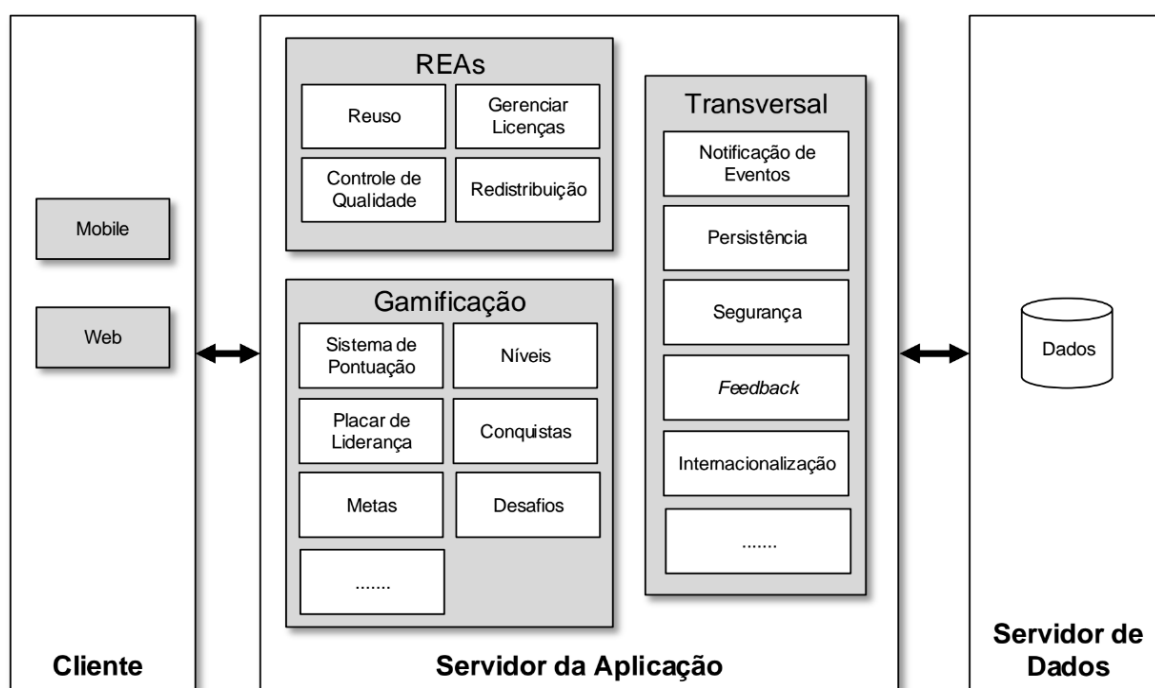 Mobile
Web
Cliente
REAs
Reuso
Gerenciar
Licenças
Controle de
Qualidade
Redistribuição
Gamificação
Sistema de
Pontuação
Níveis
Placar de
Liderança
Conquistas
Metas
Desafios
.......
Transversal
Notificação de
Eventos
Persistência
Segurança
Feedback
Internacionalização
.......
Servidor da Aplicação
Dados
Servidor de
Dados